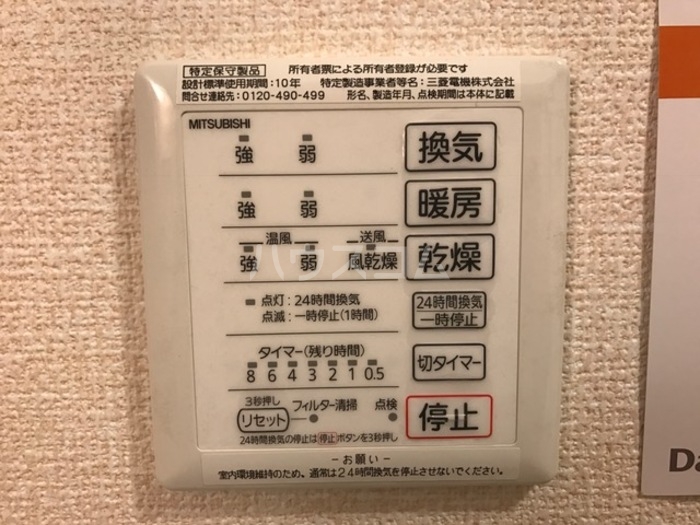 特定保守製品 所有者票による所有者登録が必要です
設計標準使用期間:10年 特定製造事業者等名:三菱電機株式会社
問合せ連絡先:0120-490-499 形名、製造年月、点検期間は本体に記載
MITSUBISHI
強 弱 換気
強 弱 暖房
温風 送風
強 弱 風乾燥 乾燥
点灯:24時間換気
点滅:一時停止(1時間)
24時間換気
一時停止
タイマー(残り時間)
8 6 4 3 2 1 0.5
切タイマー
3秒押し
リセット フィルター清掃 点検
停止
24時間換気の停止は停止ボタンを3秒押し
－お願い－
室内環境維持のため、通常は24時間換気を停止させないでください。
Da